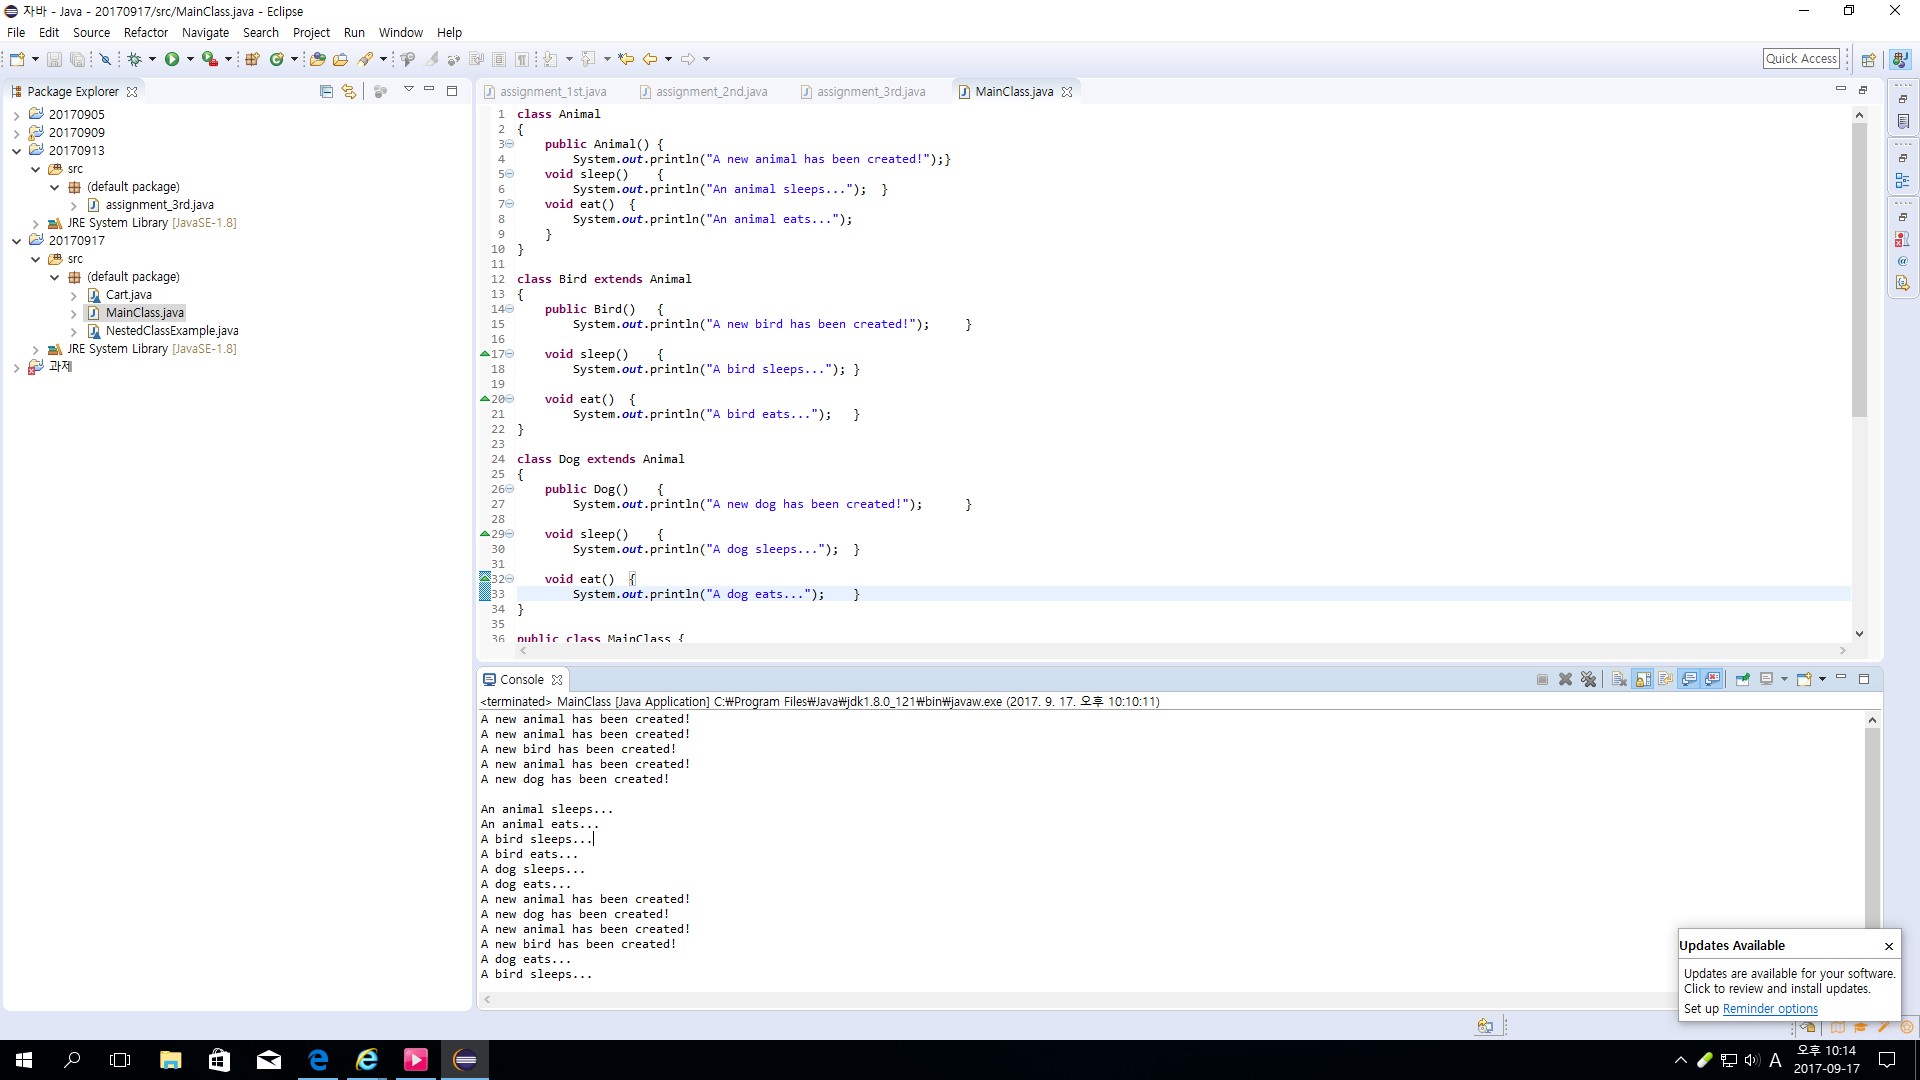 자바 - Java - 20170917/src/MainClass.java - Eclipse
File Edit Source Refactor Navigate Search Project Run Window Help
Quick Access
Package Explorer
20170905
20170909
20170913
src
(default package)
assignment_3rd.java
JRE System Library [JavaSE-1.8]
20170917
src
(default package)
Cart.java
MainClass.java
NestedClassExample.java
JRE System Library [JavaSE-1.8]
과제
assignment_1st.java assignment_2nd.java assignment_3rd.java MainClass.java
1 class Animal
2 {
3 public Animal() {
4 System.out.println("A new animal has been created!");}
5 void sleep() {
6 System.out.println("An animal sleeps..."); }
7 void eat() {
8 System.out.println("An animal eats...");
9 }
10 }
11
12 class Bird extends Animal
13 {
14 public Bird() {
15 System.out.println("A new bird has been created!"); }
16
17 void sleep() {
18 System.out.println("A bird sleeps..."); }
19
20 void eat() {
21 System.out.println("A bird eats..."); }
22 }
23
24 class Dog extends Animal
25 {
26 public Dog() {
27 System.out.println("A new dog has been created!"); }
28
29 void sleep() {
30 System.out.println("A dog sleeps..."); }
31
32 void eat() {
33 System.out.println("A dog eats..."); }
34 }
35
36 public class MainClass {
Console
<terminated> MainClass [Java Application] C:₩Program Files₩Java₩jdk1.8.0_121₩bin₩javaw.exe (2017. 9. 17. 오후 10:10:11)
A new animal has been created!
A new animal has been created!
A new bird has been created!
A new animal has been created!
A new dog has been created!
An animal sleeps...
An animal eats...
A bird sleeps...
A bird eats...
A dog sleeps...
A dog eats...
A new animal has been created!
A new dog has been created!
A new animal has been created!
A new bird has been created!
A dog eats...
A bird sleeps...
Updates Available
Updates are available for your software.
Click to review and install updates.
Set up Reminder options
A
오후 10:14
2017-09-17